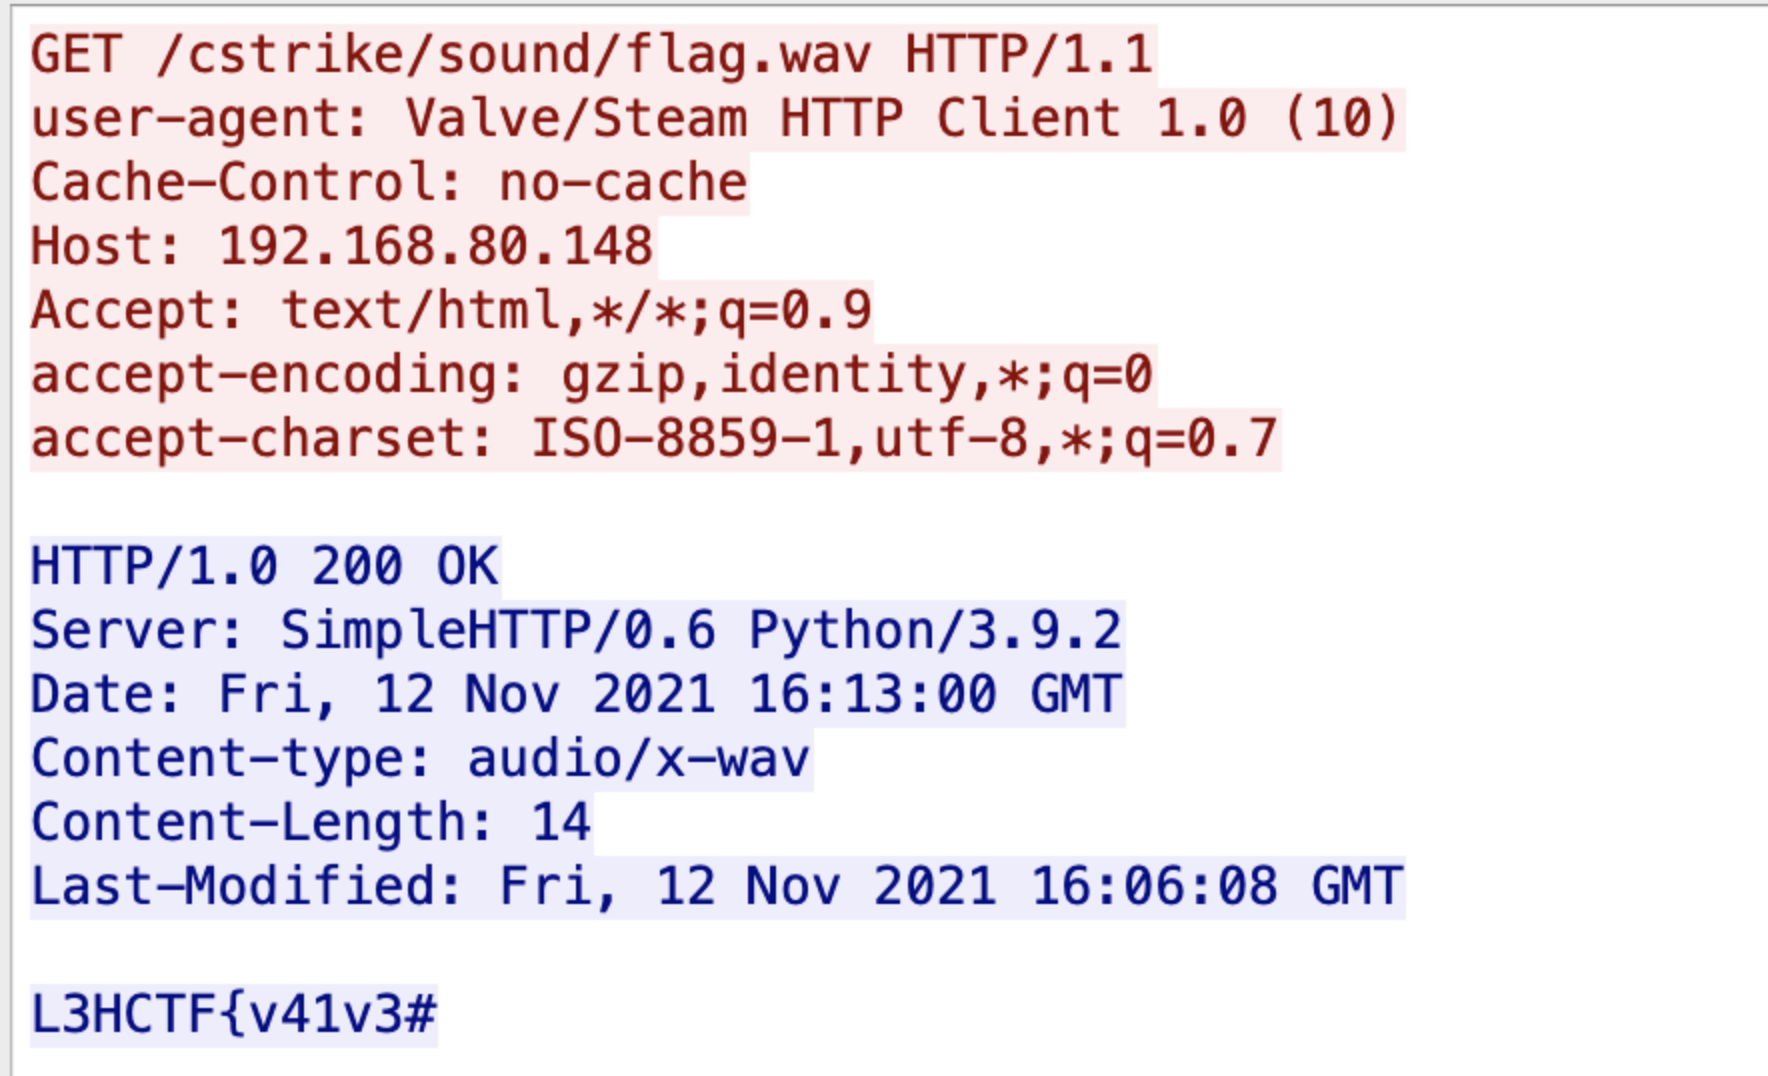 GET /cstrike/sound/flag.wav HTTP/1.1
user-agent: Valve/Steam HTTP Client 1.0 (10)
Cache-Control: no-cache
Host: 192.168.80.148
Accept: text/html,*/*;q=0.9
accept-encoding: gzip,identity,*;q=0
accept-charset: ISO-8859-1,utf-8,*;q=0.7
HTTP/1.0 200 OK
Server: SimpleHTTP/0.6 Python/3.9.2
Date: Fri, 12 Nov 2021 16:13:00 GMT
Content-type: audio/x-wav
Content-Length: 14
Last-Modified: Fri, 12 Nov 2021 16:06:08 GMT
L3HCTF{v41v3#